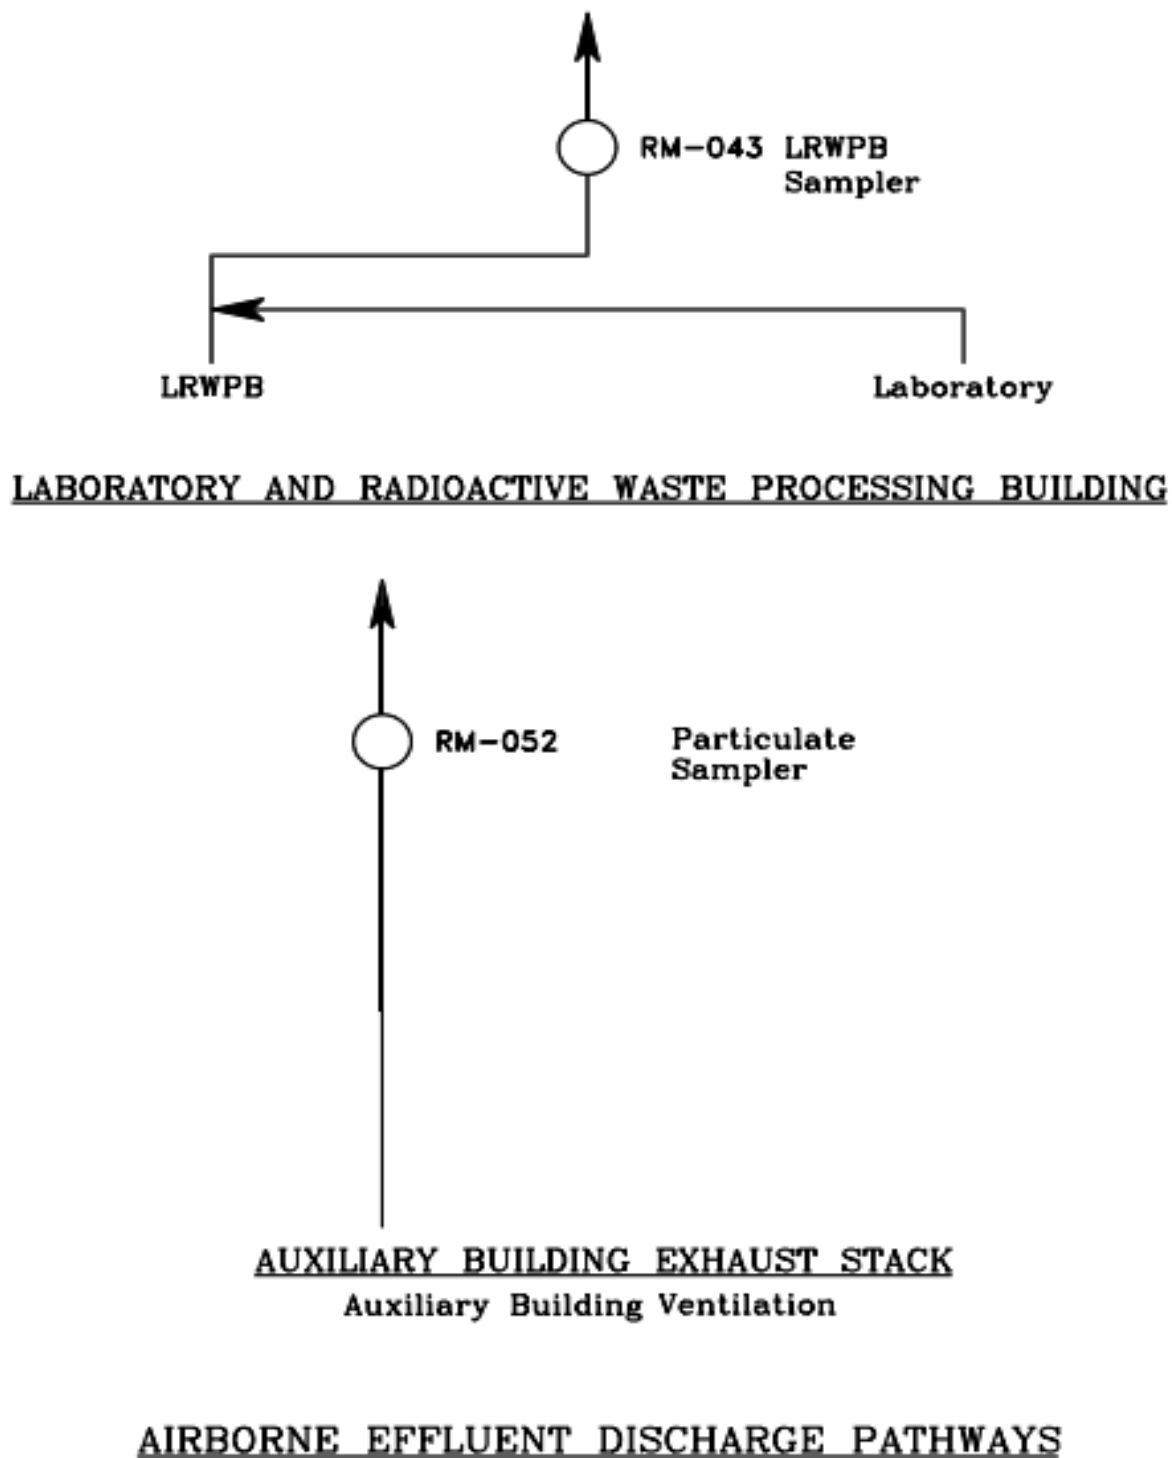 RM-043 LRWPB
Sampler
LRWPB
Laboratory
LABORATORY AND RADIOACTIVE WASTE PROCESSING BUILDING
RM-052
Particulate
Sampler
AUXILIARY BUILDING EXHAUST STACK
Auxiliary Building Ventilation
AIRBORNE EFFLUENT DISCHARGE PATHWAYS